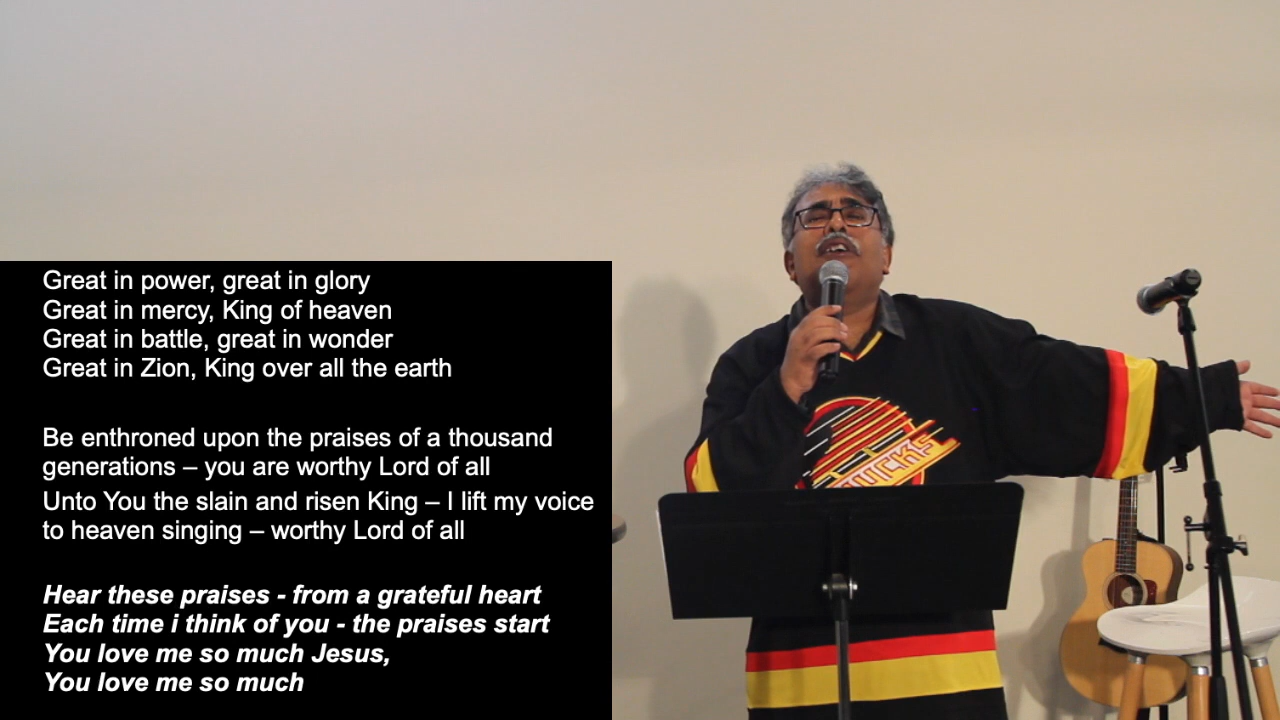 Great in power, great in glory
Great in mercy, King of heaven
Great in battle, great in wonder
Great in Zion, King over all the earth
Be enthroned upon the praises of a thousand
generations – you are worthy Lord of all
Unto You the slain and risen King – I lift my voice
to heaven singing – worthy Lord of all
Hear these praises - from a grateful heart
Each time i think of you - the praises start
You love me so much Jesus,
You love me so much